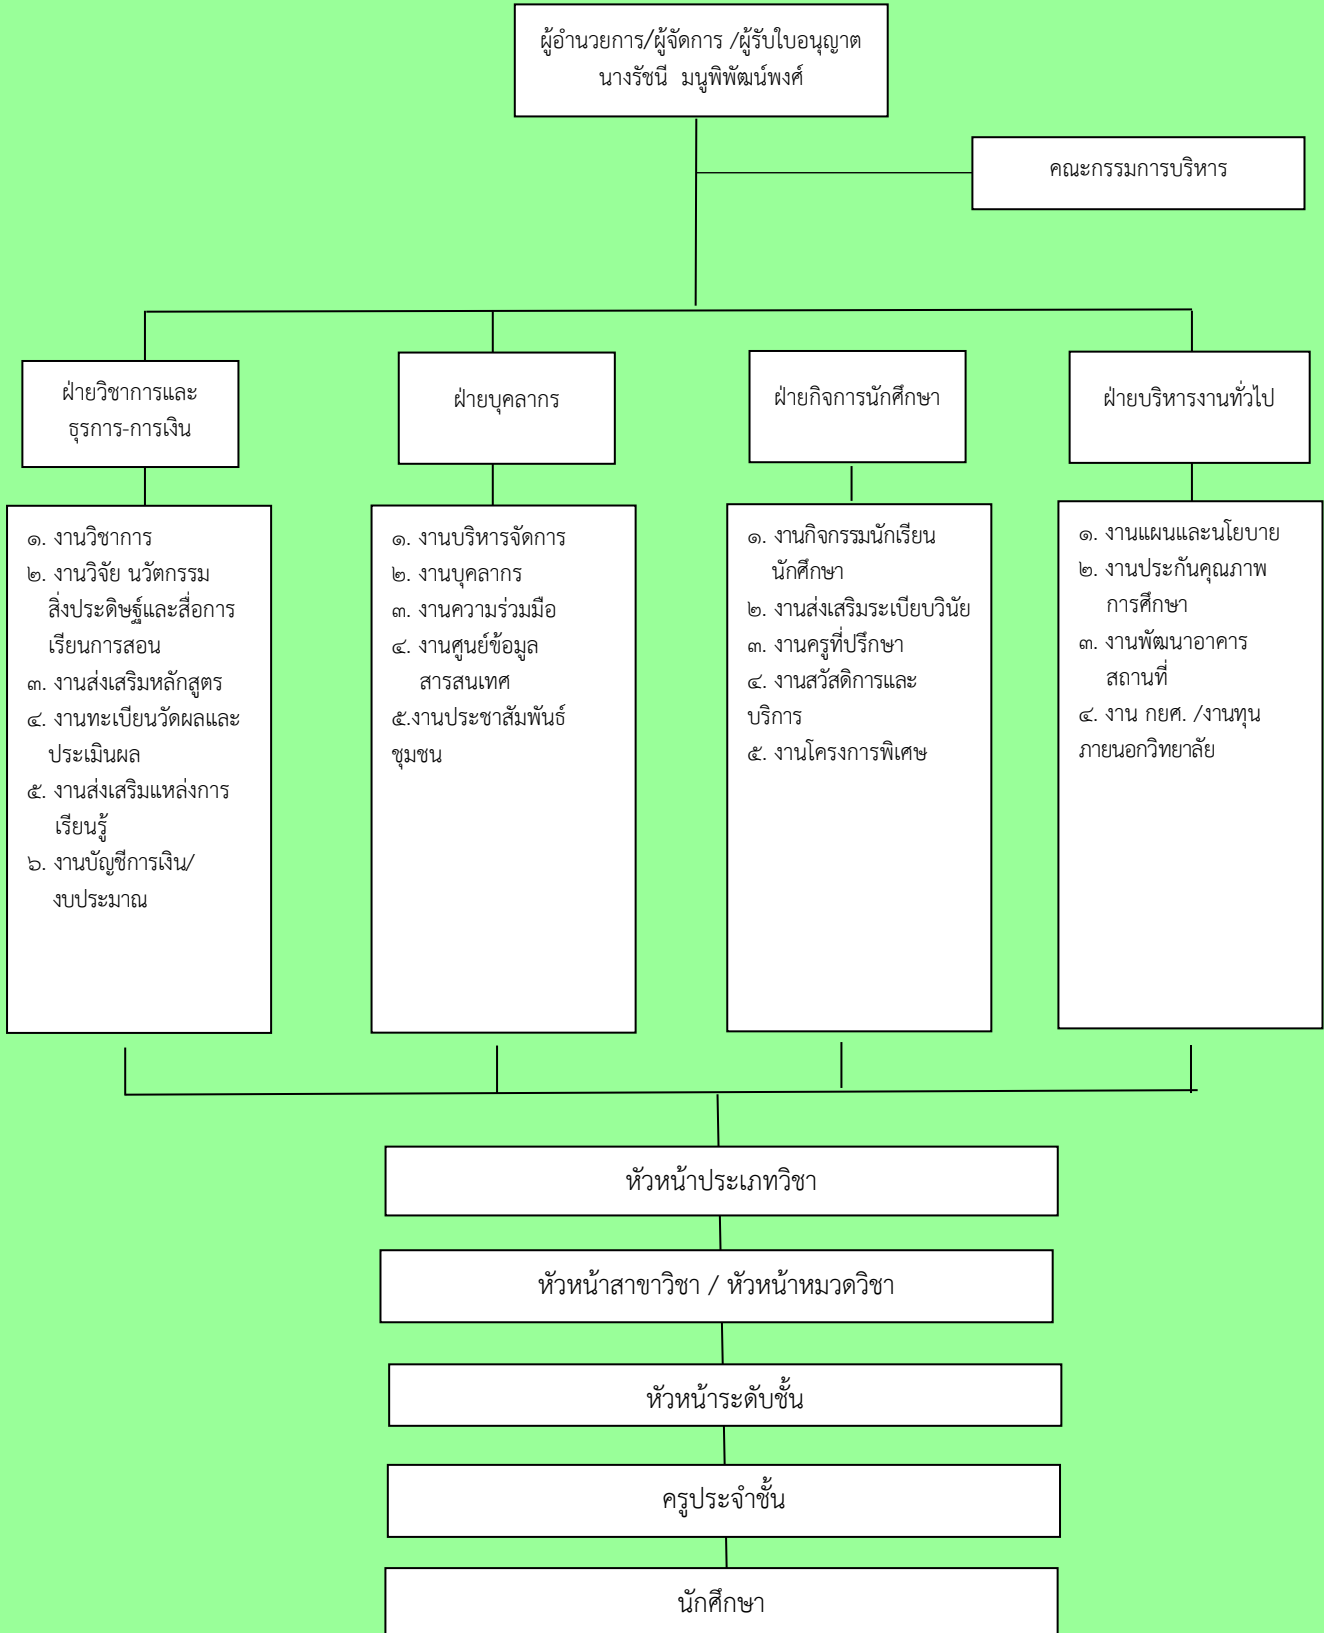 ผู้อำนวยการ/ผู้จัดการ /ผู้รับใบอนุญาต
นางรัชนี มนูพิพัฒน์พงศ์
คณะกรรมการบริหาร
ฝ่ายวิชาการและ
ธุรการ-การเงิน
ฝ่ายบุคลากร
ฝ่ายกิจการนักศึกษา
ฝ่ายบริหารงานทั่วไป
๑. งานวิชาการ
๒. งานวิจัย นวัตกรรม
สิ่งประดิษฐ์และสื่อการ
เรียนการสอน
๓. งานส่งเสริมหลักสูตร
๔. งานทะเบียนวัดผลและ
ประเมินผล
๕. งานส่งเสริมแหล่งการ
เรียนรู้
๖. งานบัญชีการเงิน/
งบประมาณ
๑. งานบริหารจัดการ
๒. งานบุคลากร
๓. งานความร่วมมือ
๔. งานศูนย์ข้อมูล
สารสนเทศ
๕.งานประชาสัมพันธ์
ชุมชน
๑. งานกิจกรรมนักเรียน
นักศึกษา
๒. งานส่งเสริมระเบียบวินัย
๓. งานครูที่ปรึกษา
๔. งานสวัสดิการและ
บริการ
๕. งานโครงการพิเศษ
๑. งานแผนและนโยบาย
๒. งานประกันคุณภาพ
การศึกษา
๓. งานพัฒนาอาคาร
สถานที่
๔. งาน กยศ. /งานทุน
ภายนอกวิทยาลัย
หัวหน้าประเภทวิชา
หัวหน้าสาขาวิชา / หัวหน้าหมวดวิชา
หัวหน้าระดับชั้น
ครูประจำชั้น
นักศึกษา